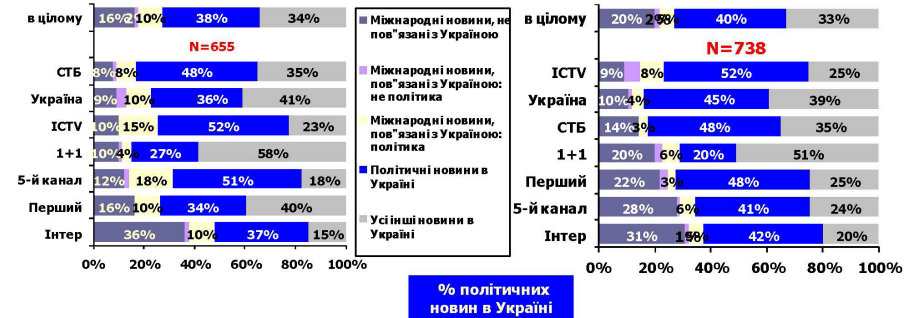 в цілому 16% 2 10% 38% 34%
N=655
СТБ 8% 8% 48% 35%
Україна 9% 10% 36% 41%
ICTV 10% 15% 52% 23%
1+1 10% 4% 27% 58%
5-й канал 12% 18% 51% 18%
Перший 16% 10% 34% 40%
Інтер 36% 10% 37% 15%
0% 20% 40% 60% 80% 100%
Міжнародні новини, не
пов"язані з Україною
Міжнародні новини,
пов"язані з Україною:
не політика
Міжнародні новини,
пов"язані з Україною:
політика
Політичні новини в
Україні
Усі інші новини в
Україні
в цілому 20% 2% 5% 40% 33%
N=738
ICTV 9% 8% 52% 25%
Україна 10% 4% 45% 39%
СТБ 14% 3% 48% 35%
1+1 20% 6% 20% 51%
Перший 22% 3% 48% 25%
5-й канал 28% 6% 41% 24%
Інтер 31% 42% 20%
0% 20% 40% 60% 80% 100%
% політичних
новин в Україні